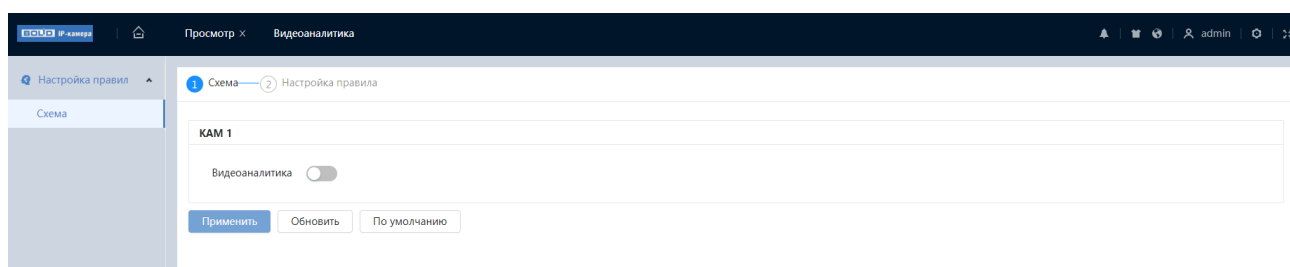 BOLID IP-камера Просмотр × Видеоаналитика admin
Настройка правил 1 Схема 2 Настройка правила
Схема
КАМ 1
Видеоаналитика
Применить Обновить По умолчанию